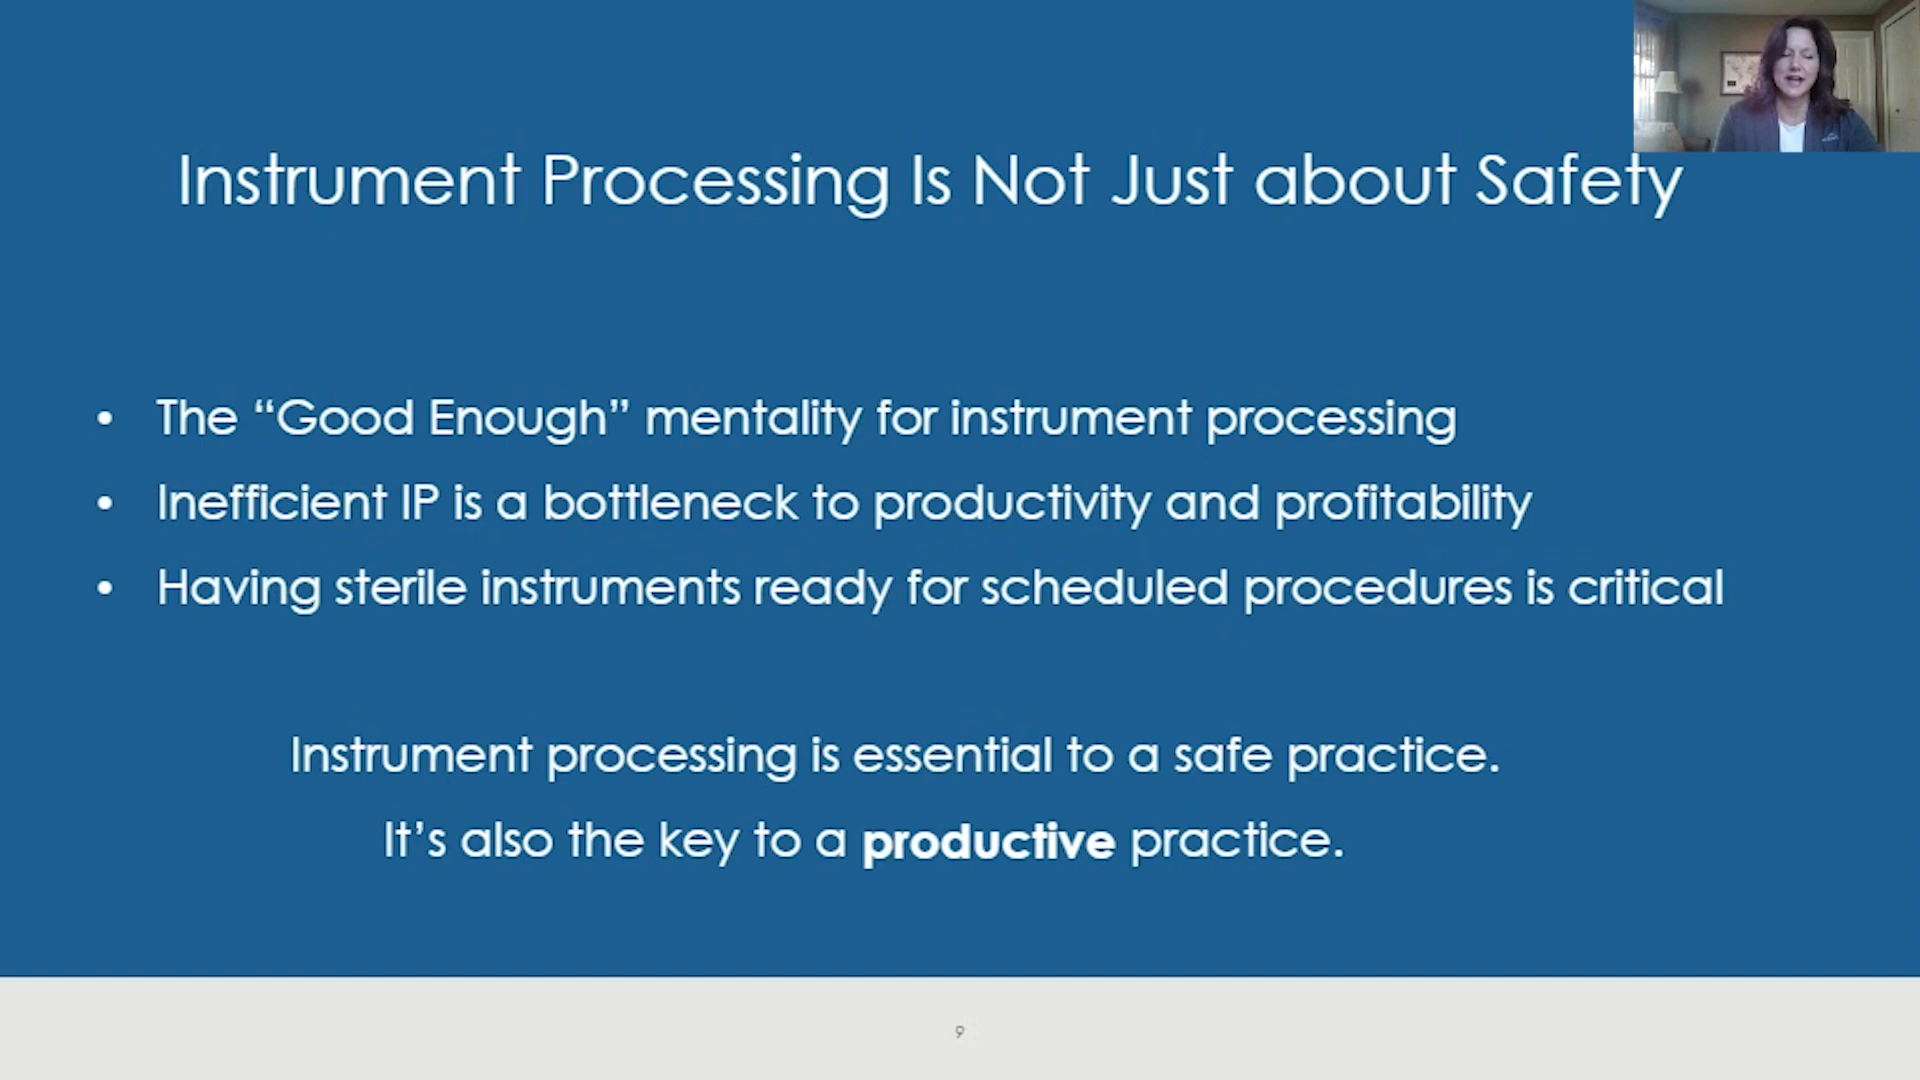 Instrument Processing Is Not Just about Safety
• The “Good Enough” mentality for instrument processing
• Inefficient IP is a bottleneck to productivity and profitability
• Having sterile instruments ready for scheduled procedures is critical
Instrument processing is essential to a safe practice.
It’s also the key to a productive practice.
9